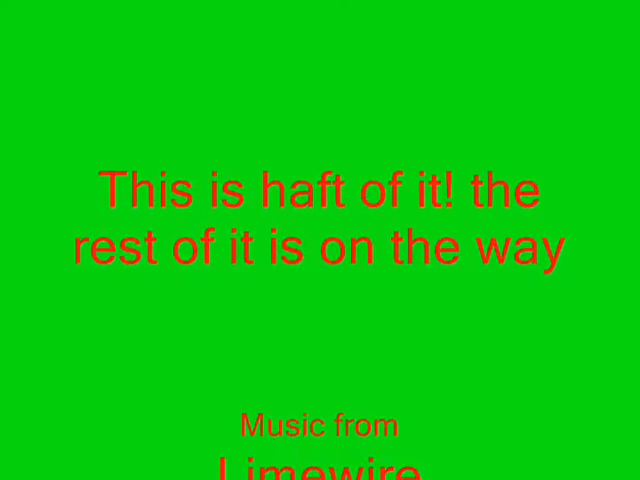 This is haft of it! the
rest of it is on the way
Music from
Limewire